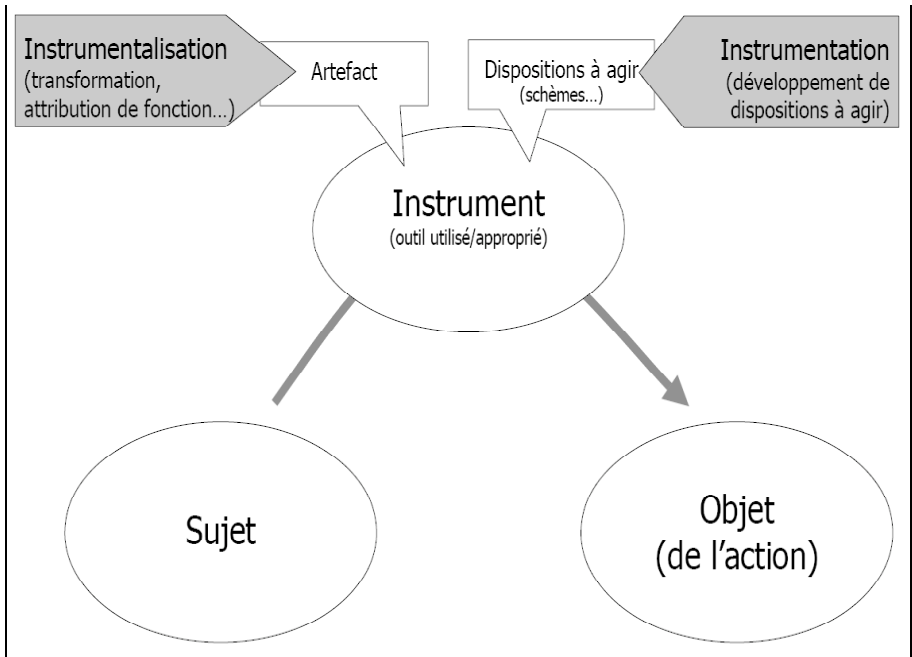 Instrumentalisation
(transformation,
attribution de fonction...)
Artefact
Dispositions à agir
(schèmes...)
Instrumentation
(développement de
dispositions à agir)
Instrument
(outil utilisé/approprié)
Sujet
Objet
(de l'action)